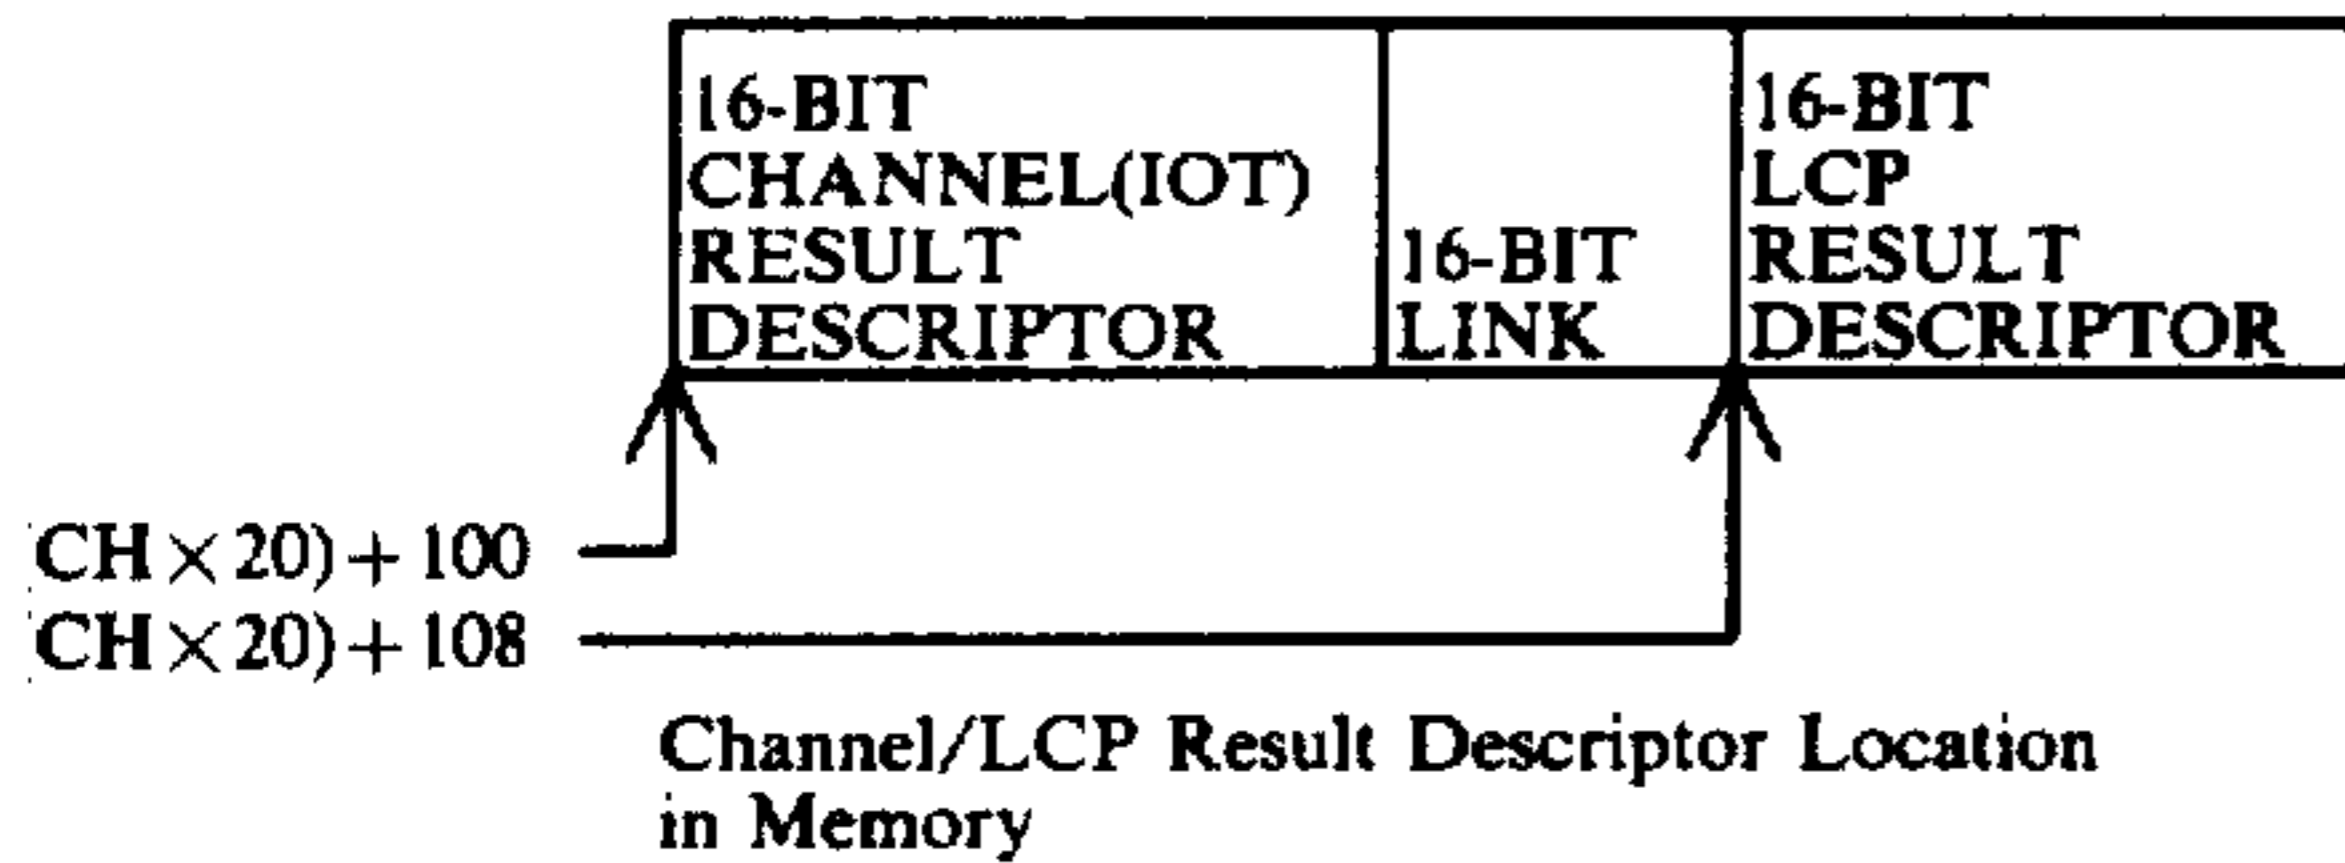 16-BIT
CHANNEL(IOT)
RESULT
DESCRIPTOR
16-BIT
LINK
16-BIT
LCP
RESULT
DESCRIPTOR
CH×20)+100
CH×20)+108
Channel/LCP Result Descriptor Location
in Memory